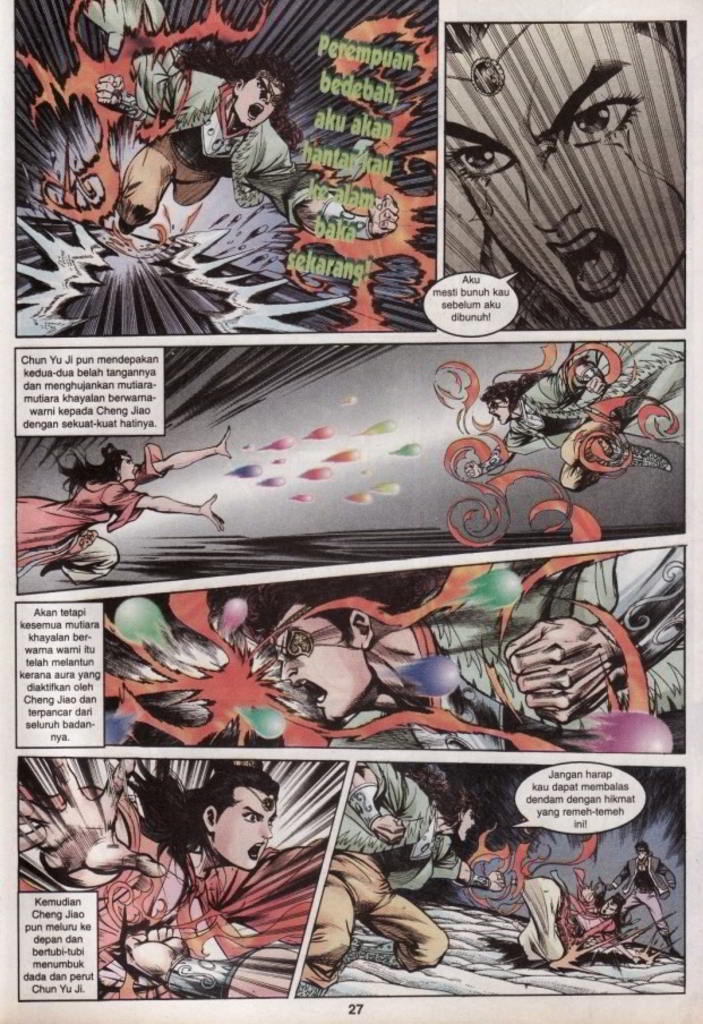 Perempuan
bedebah,
aku akan
hantar kau
ke alam
baka
sekarang!
Aku
mesti bunuh kau
sebelum aku
dibunuh!
Chun Yu Ji pun mendepakan
kedua-dua belah tangannya
dan menghujankan mutiara-
mutiara khayalan berwarna-
warni kepada Cheng Jiao
dengan sekuat-kuat hatinya.
Akan tetapi
kesemua mutiara
khayalan ber-
warna warni itu
telah melantun
kerana aura yang
diaktifkan oleh
Cheng Jiao dan
terpancar dari
seluruh badan-
nya.
Kemudian
Cheng Jiao
pun meluru ke
depan dan
bertubi-tubi
menumbuk
dada dan perut
Chun Yu Ji.
Jangan harap
kau dapat membalas
dendam dengan hikmat
yang remeh-temeh
ini!
27